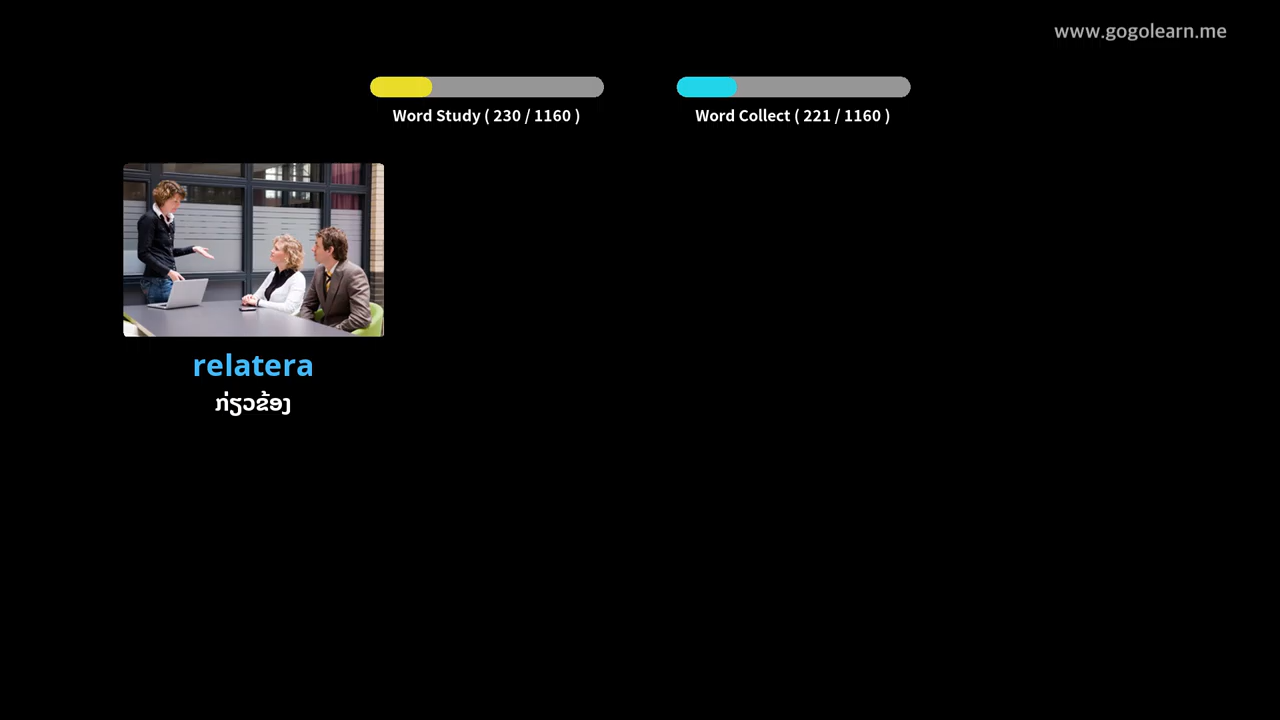 www.gogolearn.me
Word Study ( 230 / 1160 )
Word Collect ( 221 / 1160 )
relatera
ກ່ຽວຂ້ອງ